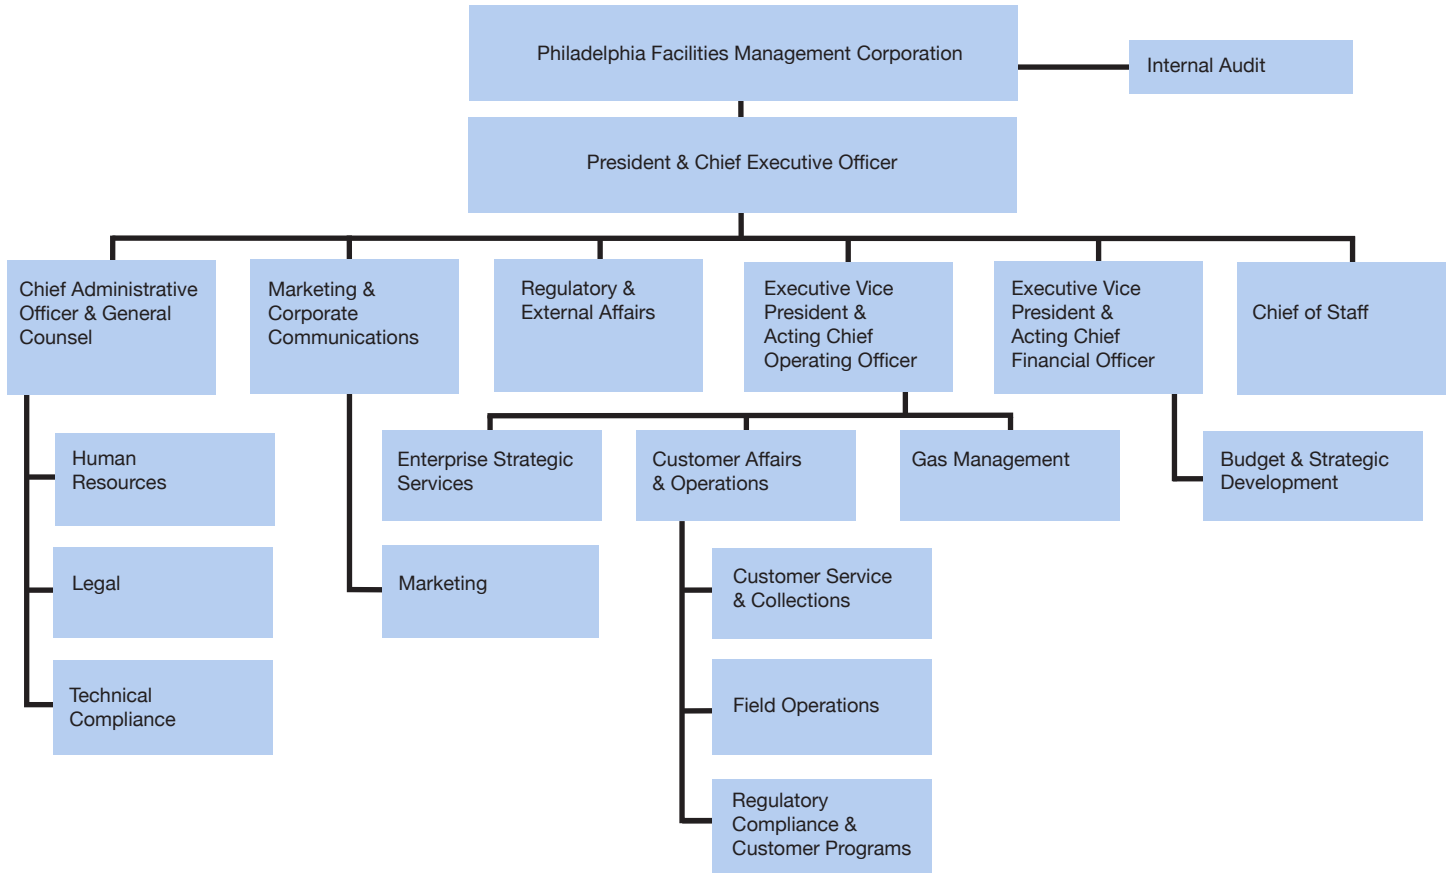 Philadelphia Facilities Management Corporation
Internal Audit
President & Chief Executive Officer
Chief Administrative
Officer & General
Counsel
Marketing &
Corporate
Communications
Regulatory &
External Affairs
Executive Vice
President &
Acting Chief
Operating Officer
Executive Vice
President &
Acting Chief
Financial Officer
Chief of Staff
Human
Resources
Enterprise Strategic
Services
Customer Affairs
& Operations
Gas Management
Budget & Strategic
Development
Legal
Marketing
Customer Service
& Collections
Technical
Compliance
Field Operations
Regulatory
Compliance &
Customer Programs